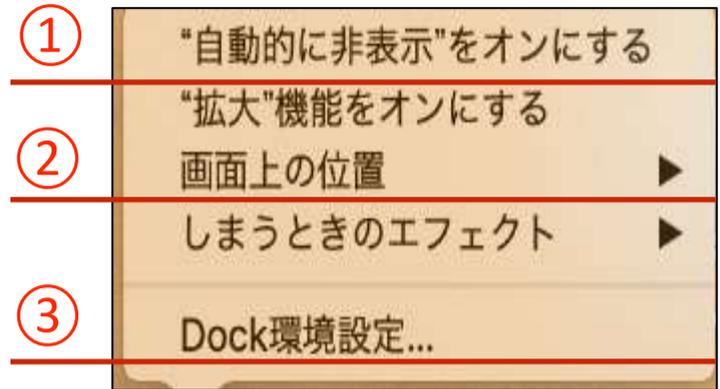 ①
“自動的に非表示”をオンにする
“拡大”機能をオンにする
②
画面上の位置 ▶
しまうときのエフェクト ▶
③
Dock環境設定...